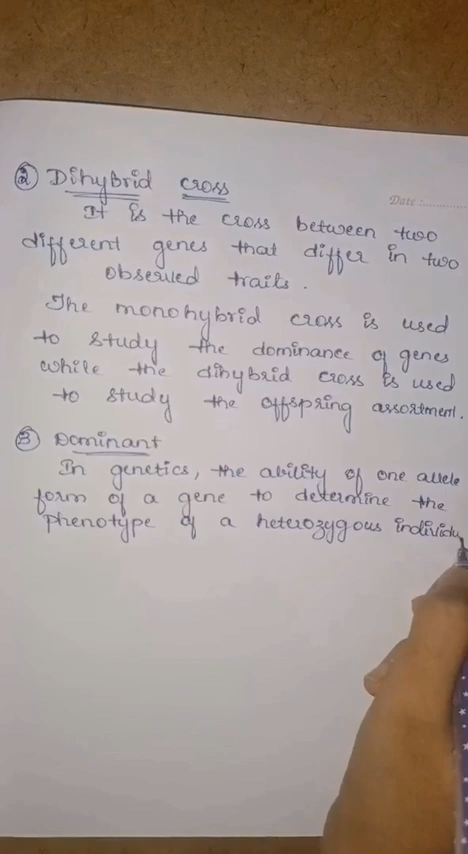 ② Dihybrid cross
Date :............
It is the cross between two
different genes that differ in two
observed traits.
The monohybrid cross is used
to study the dominance of genes
while the dihybrid cross is used
to study the offspring assortment.
③ Dominant
In genetics, the ability of one allele
form of a gene to determine the
phenotype of a heterozygous individu